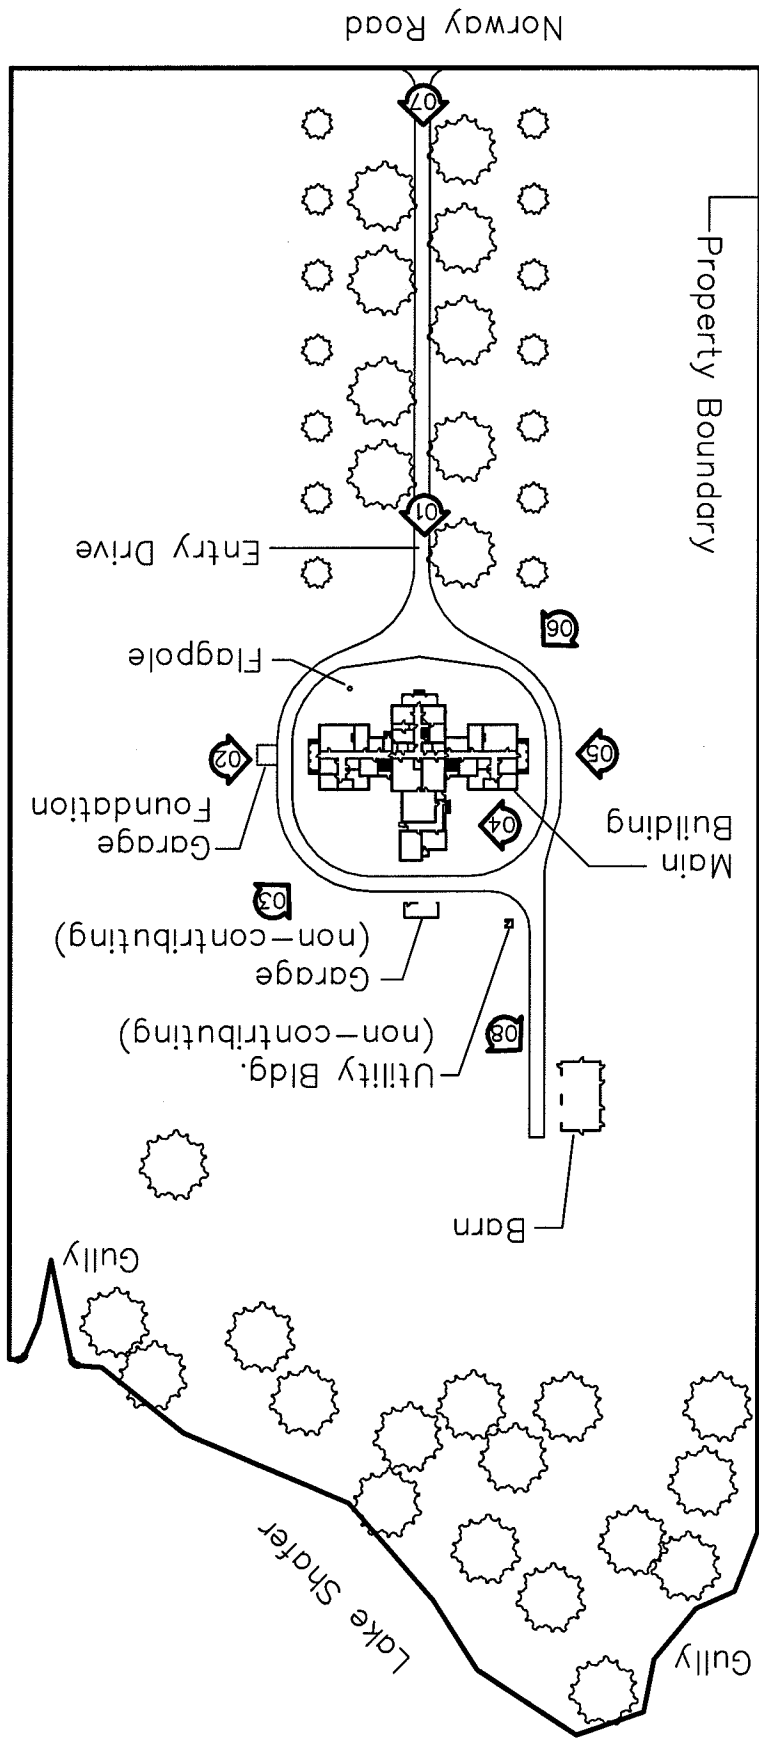 Gully
Lake Shafer
Gully
Barn
Utility Bldg.
(non-contributing)
08
Garage
(non-contributing)
03
Main
Building
04
Garage
Foundation
05
02
Flagpole
06
Entry Drive
01
Property Boundary
07
Norway Road